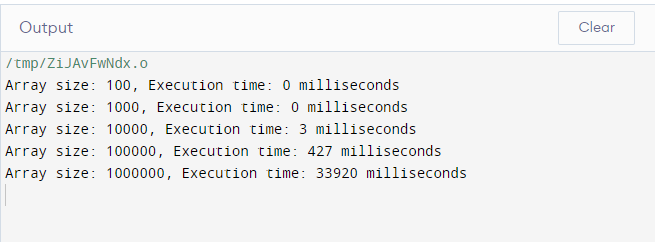 Output
Clear
/tmp/ZiJAvFwNdx.o
Array size: 100, Execution time: 0 milliseconds
Array size: 1000, Execution time: 0 milliseconds
Array size: 10000, Execution time: 3 milliseconds
Array size: 100000, Execution time: 427 milliseconds
Array size: 1000000, Execution time: 33920 milliseconds